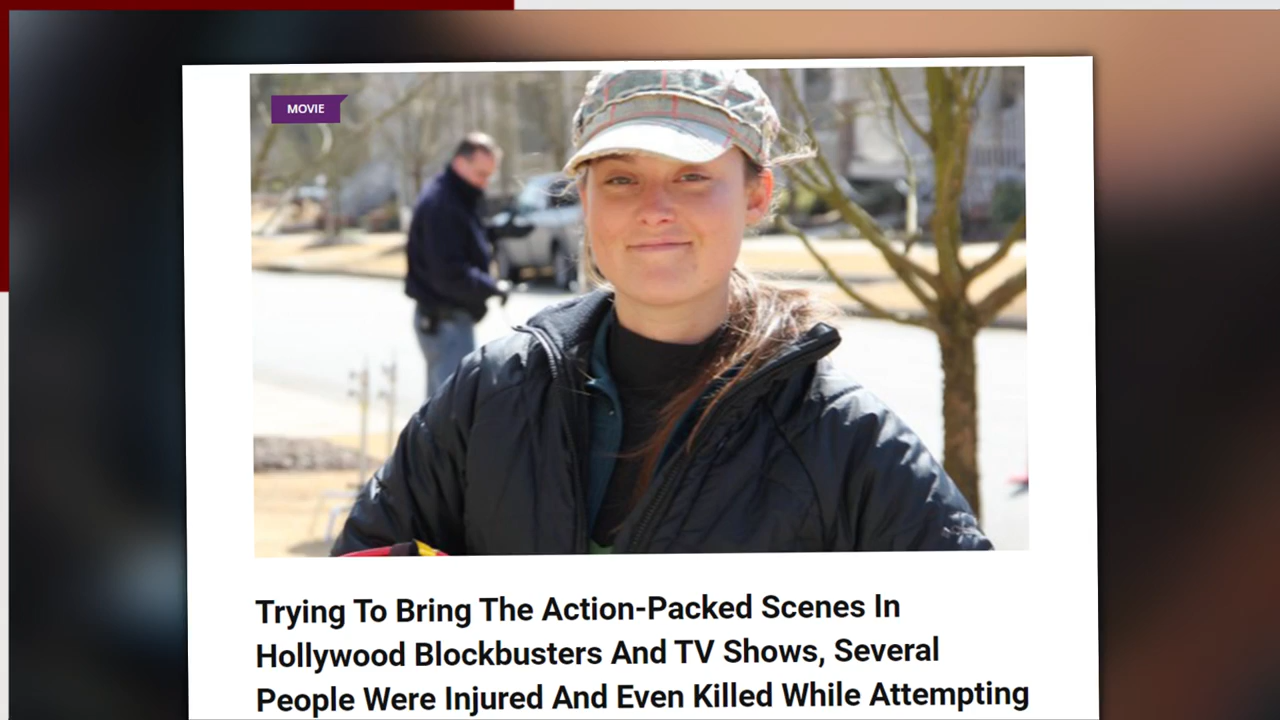 MOVIE
Trying To Bring The Action-Packed Scenes In
Hollywood Blockbusters And TV Shows, Several
People Were Injured And Even Killed While Attempting